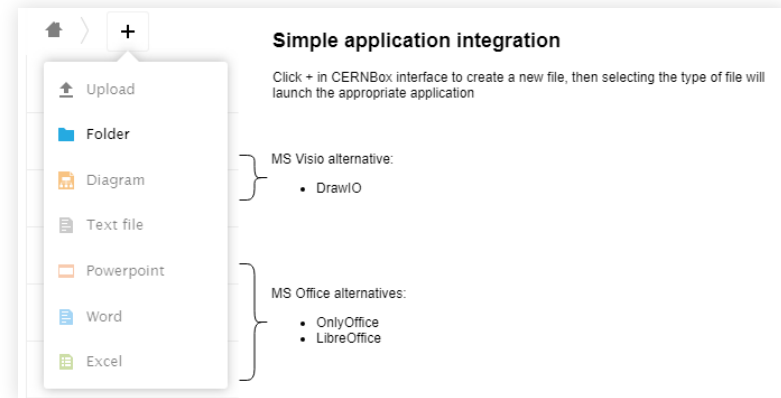 +
Simple application integration
Click + in CERNBox interface to create a new file, then selecting the type of file will
launch the appropriate application
Upload
Folder
Diagram
Text file
Powerpoint
Word
Excel
MS Visio alternative:
• DrawIO
MS Office alternatives:
• OnlyOffice
• LibreOffice